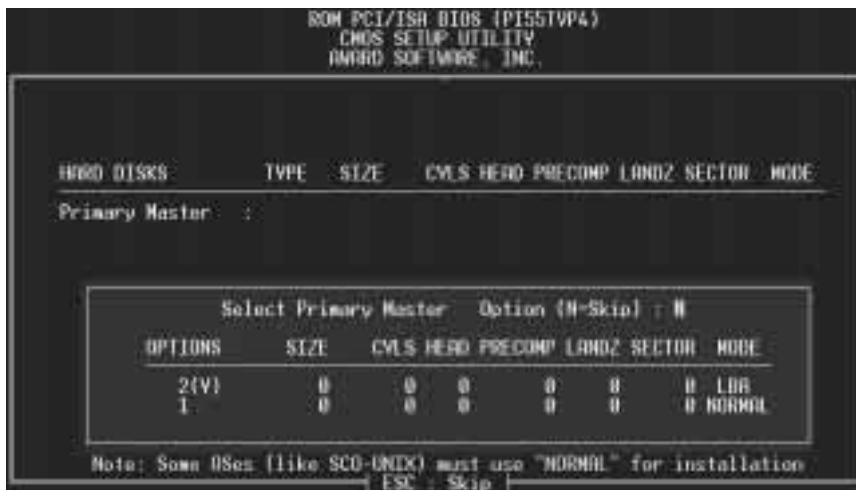 ROM PCI/ISA BIOS (PI55TVP4)
CMOS SETUP UTILITY
AWARD SOFTWARE, INC.
HARD DISKS TYPE SIZE CYLS HEAD PRECOMP LANDZ SECTOR MODE
Primary Master :
Select Primary Master Option (N=Skip) : N
OPTIONS SIZE CYLS HEAD PRECOMP LANDZ SECTOR MODE
2(Y) 0 0 0 0 0 0 LBA
1 0 0 0 0 0 0 NORMAL
Note: Some OSes (like SCO-UNIX) must use "NORMAL" for installation
ESC : Skip